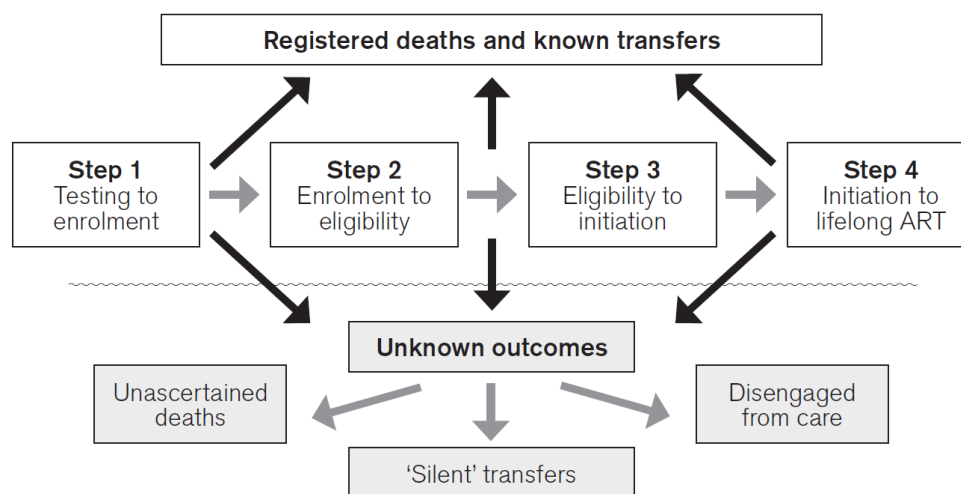 Registered deaths and known transfers
Step 1
Testing to
enrolment
Step 2
Enrolment to
eligibility
Step 3
Eligibility to
initiation
Step 4
Initiation to
lifelong ART
Unknown outcomes
Unascertained
deaths
‘Silent’ transfers
Disengaged
from care